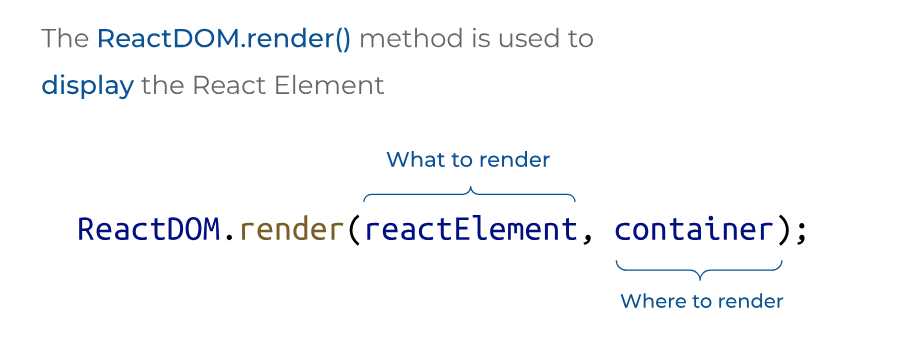 The ReactDOM.render() method is used to
display the React Element
What to render
ReactDOM.render(reactElement, container);
Where to render